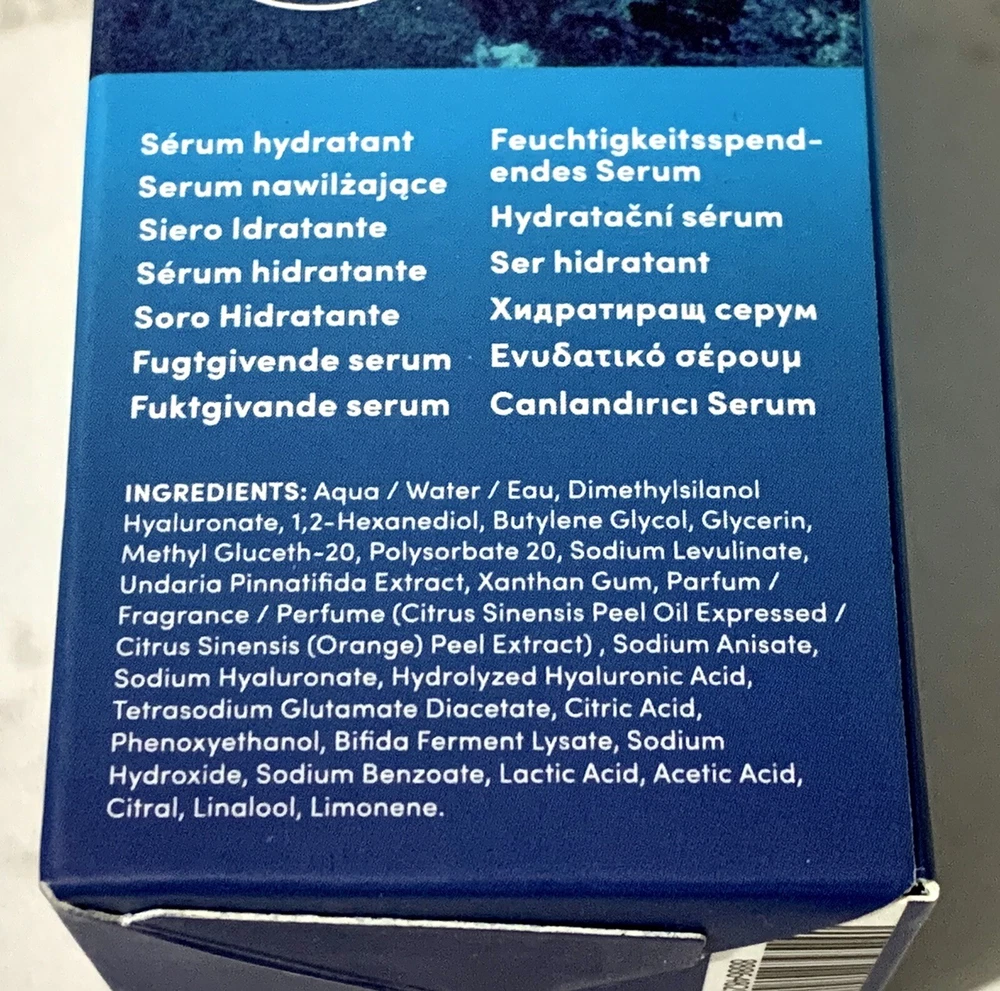 Sérum hydratant
Serum nawilżające
Siero Idratante
Sérum hidratante
Soro Hidratante
Fugtgivende serum
Fuktgivande serum
Feuchtigkeitsspend-
endes Serum
Hydratační sérum
Ser hidratant
Хидратиращ серум
Ενυδατικό σέρουμ
Canlandırıcı Serum
INGREDIENTS: Aqua / Water / Eau, Dimethylsilanol
Hyaluronate, 1,2-Hexanediol, Butylene Glycol, Glycerin,
Methyl Gluceth-20, Polysorbate 20, Sodium Levulinate,
Undaria Pinnatifida Extract, Xanthan Gum, Parfum /
Fragrance / Perfume (Citrus Sinensis Peel Oil Expressed /
Citrus Sinensis (Orange) Peel Extract) , Sodium Anisate,
Sodium Hyaluronate, Hydrolyzed Hyaluronic Acid,
Tetrasodium Glutamate Diacetate, Citric Acid,
Phenoxyethanol, Bifida Ferment Lysate, Sodium
Hydroxide, Sodium Benzoate, Lactic Acid, Acetic Acid,
Citral, Linalool, Limonene.